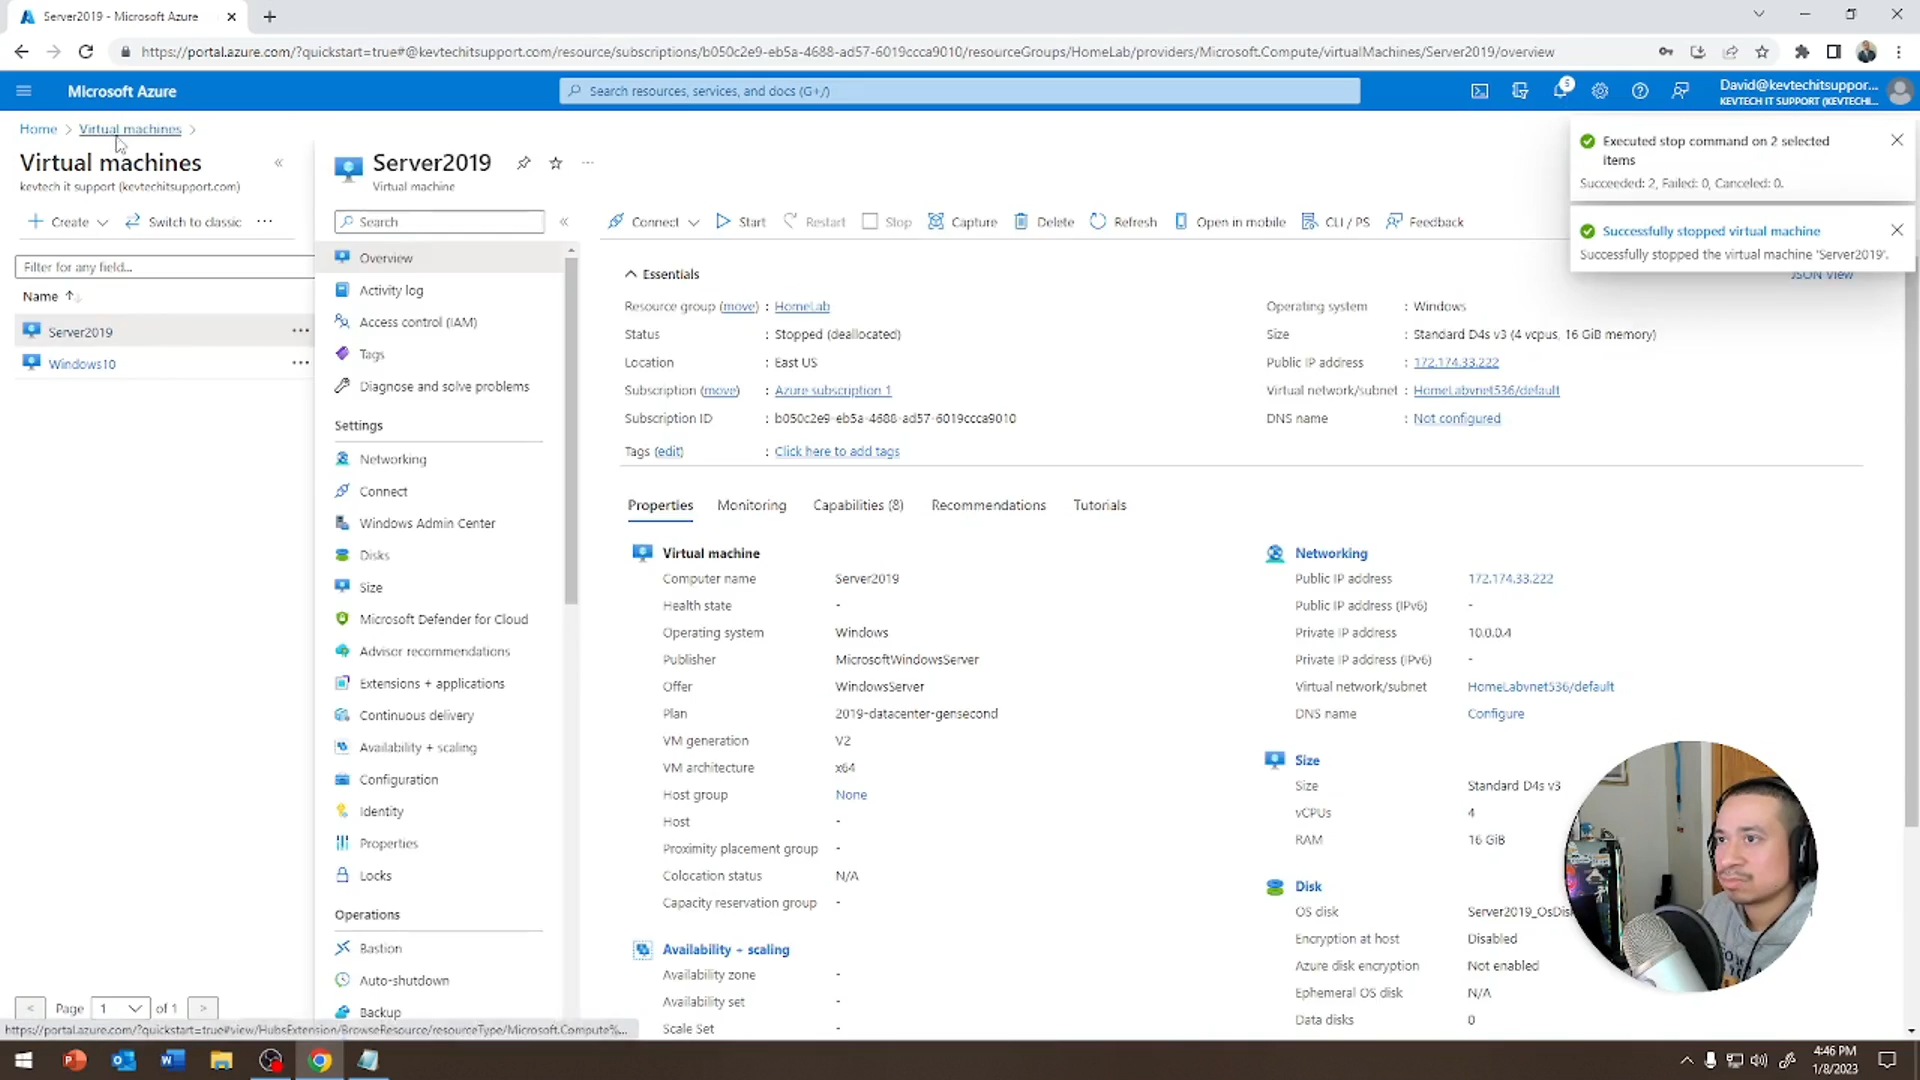 Server2019 - Microsoft Azure
https://portal.azure.com/?quickstart=true#@kevtechitsupport.com/resource/subscriptions/b050c2e9-eb5a-4688-ad57-6019ccca9010/resourceGroups/HomeLab/providers/Microsoft.Compute/virtualMachines/Server2019/overview
Microsoft Azure
Search resources, services, and docs (G+/)
5
David@kevtechitsuppor...
KEVTECH IT SUPPORT (KEVTECHI...
Home > Virtual machines >
Virtual machines
kevtech it support (kevtechitsupport.com)
Create
Switch to classic
Filter for any field...
Name
Server2019
Windows10
< Page 1 of 1 >
https://portal.azure.com/?quickstart=true#view/HubsExtension/BrowseResource/resourceType/Microsoft.Compute%...
Server2019
Virtual machine
Search
Overview
Activity log
Access control (IAM)
Tags
Diagnose and solve problems
Settings
Networking
Connect
Windows Admin Center
Disks
Size
Microsoft Defender for Cloud
Advisor recommendations
Extensions + applications
Continuous delivery
Availability + scaling
Configuration
Identity
Properties
Locks
Operations
Bastion
Auto-shutdown
Backup
Connect Start Restart Stop Capture Delete Refresh Open in mobile CLI / PS Feedback
Executed stop command on 2 selected
items
Succeeded: 2, Failed: 0, Canceled: 0.
Successfully stopped virtual machine
Successfully stopped the virtual machine 'Server2019'.
JSON View
Essentials
Resource group (move) : HomeLab
Status : Stopped (deallocated)
Location : East US
Subscription (move) : Azure subscription 1
Subscription ID : b050c2e9-eb5a-4688-ad57-6019ccca9010
Tags (edit) : Click here to add tags
Operating system : Windows
Size : Standard D4s v3 (4 vcpus, 16 GiB memory)
Public IP address : 172.174.33.222
Virtual network/subnet : HomeLabvnet536/default
DNS name : Not configured
Properties Monitoring Capabilities (8) Recommendations Tutorials
Virtual machine
Computer name Server2019
Health state -
Operating system Windows
Publisher MicrosoftWindowsServer
Offer WindowsServer
Plan 2019-datacenter-gensecond
VM generation V2
VM architecture x64
Host group None
Host -
Proximity placement group -
Colocation status N/A
Capacity reservation group -
Availability + scaling
Availability zone -
Availability set -
Scale Set -
Networking
Public IP address 172.174.33.222
Public IP address (IPv6) -
Private IP address 10.0.0.4
Private IP address (IPv6) -
Virtual network/subnet HomeLabvnet536/default
DNS name Configure
Size
Size Standard D4s v3
vCPUs 4
RAM 16 GiB
Disk
OS disk Server2019_OsDis
Encryption at host Disabled
Azure disk encryption Not enabled
Ephemeral OS disk N/A
Data disks 0
4:46 PM
1/8/2023